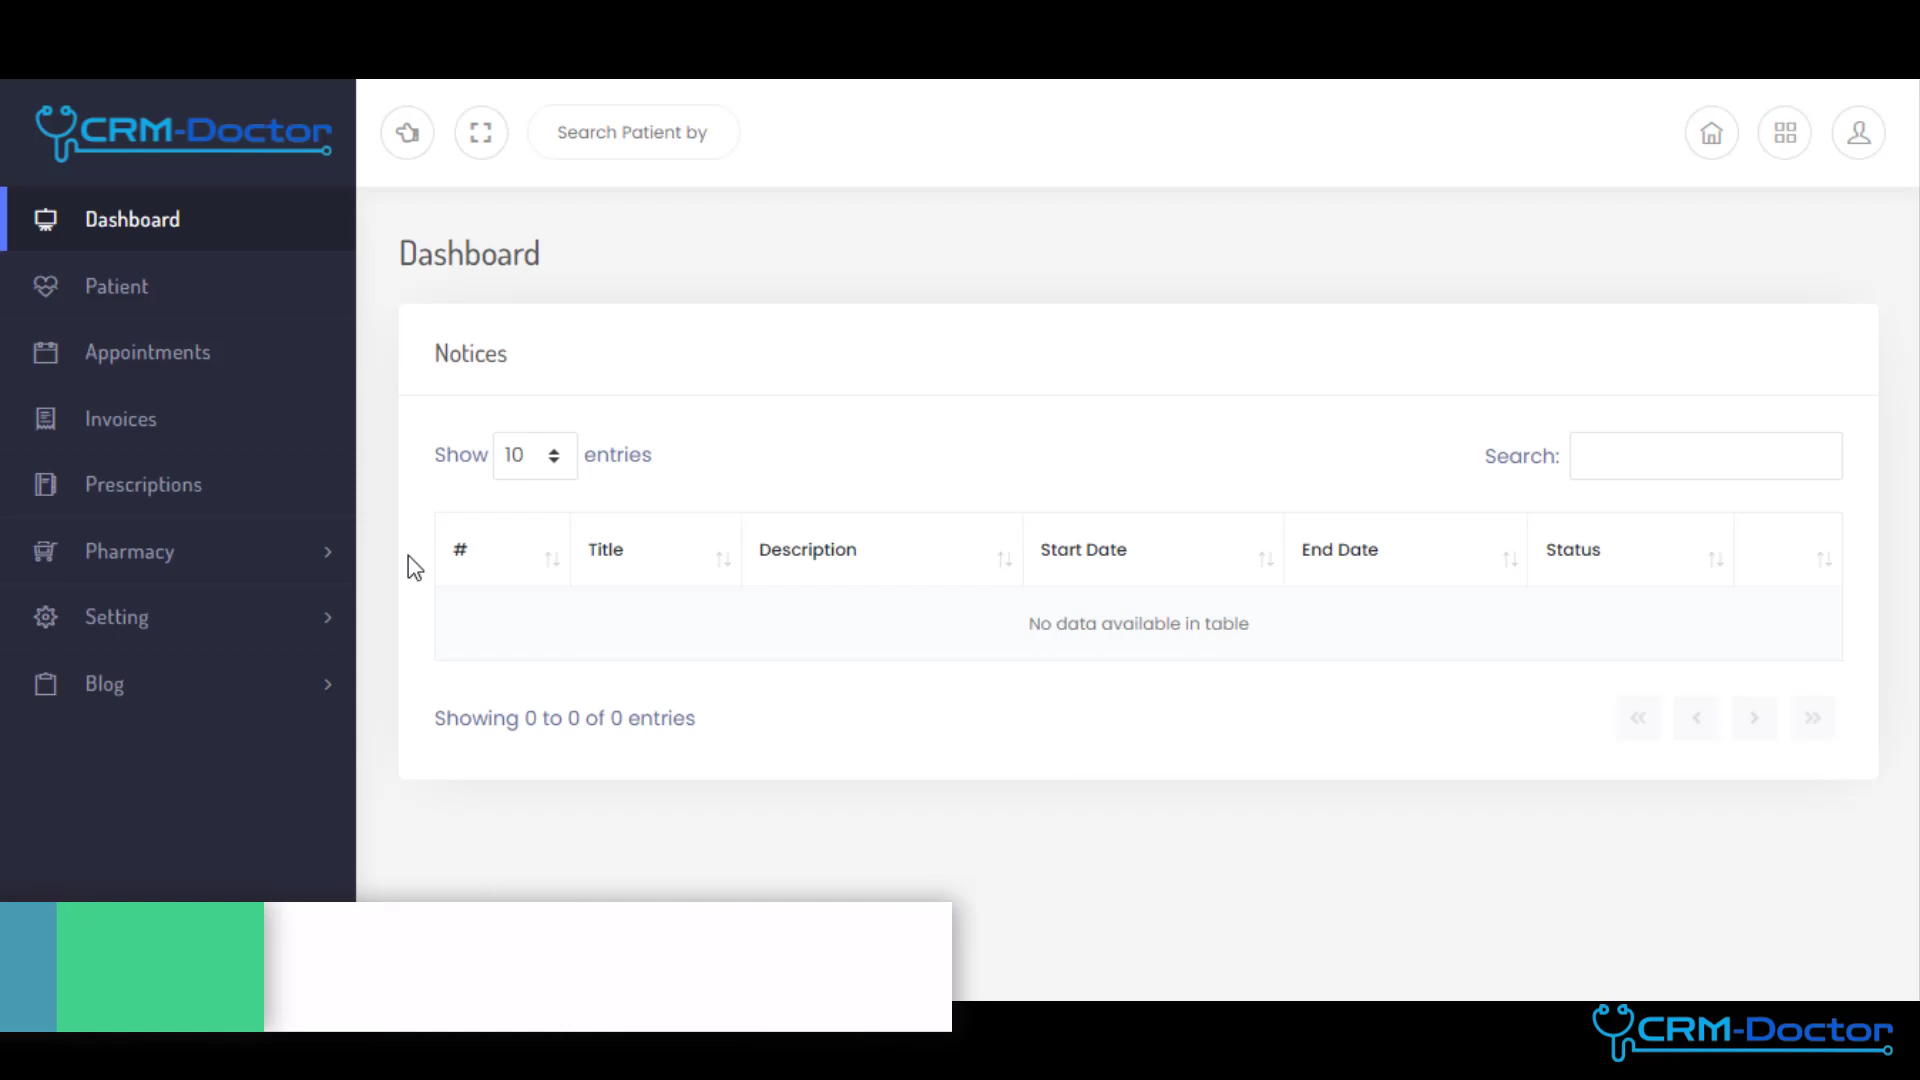 CRM-Doctor
Search Patient by
Dashboard
Patient
Appointments
Invoices
Prescriptions
Pharmacy
Setting
Blog
Dashboard
Notices
Show 10 entries
Search:
# Title Description Start Date End Date Status
No data available in table
Showing 0 to 0 of 0 entries
CRM-Doctor